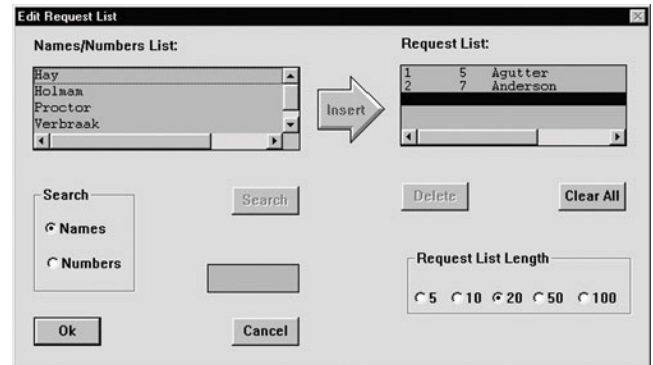 Edit Request List
Names/Numbers List:
Hay
Holmam
Proctor
Verbraak
Insert
Request List:
1 5 Agutter
2 7 Anderson
Search
Names
Numbers
Search
Delete
Clear All
Request List Length
5 10 20 50 100
Ok
Cancel